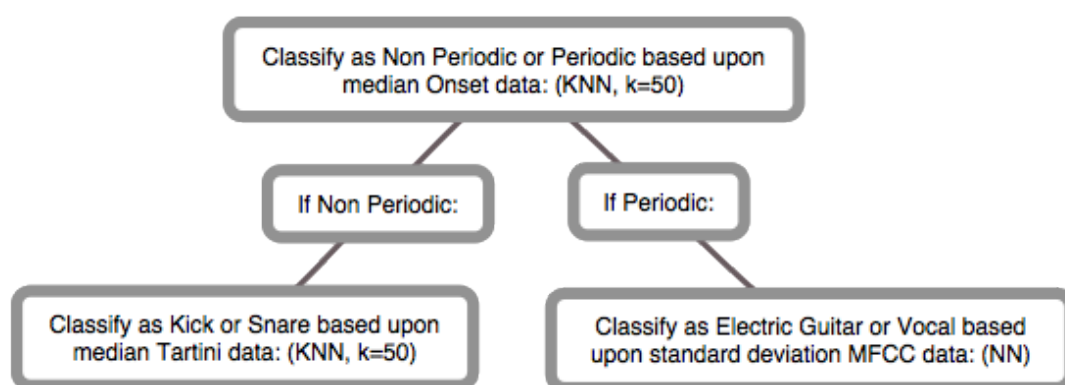 Classify as Non Periodic or Periodic based upon
median Onset data: (KNN, k=50)
If Non Periodic:
If Periodic:
Classify as Kick or Snare based upon
median Tartini data: (KNN, k=50)
Classify as Electric Guitar or Vocal based
upon standard deviation MFCC data: (NN)